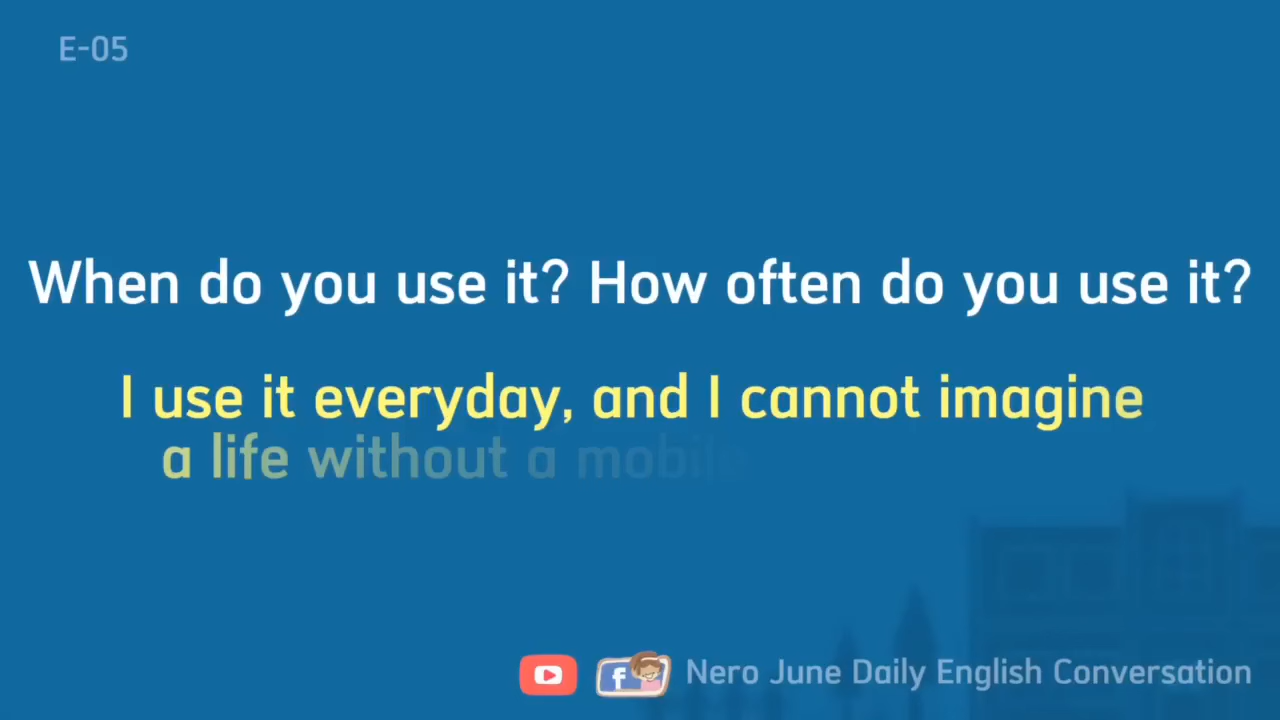 E-05
When do you use it? How often do you use it?
I use it everyday, and I cannot imagine
a life without a mobile
Nero June Daily English Conversation